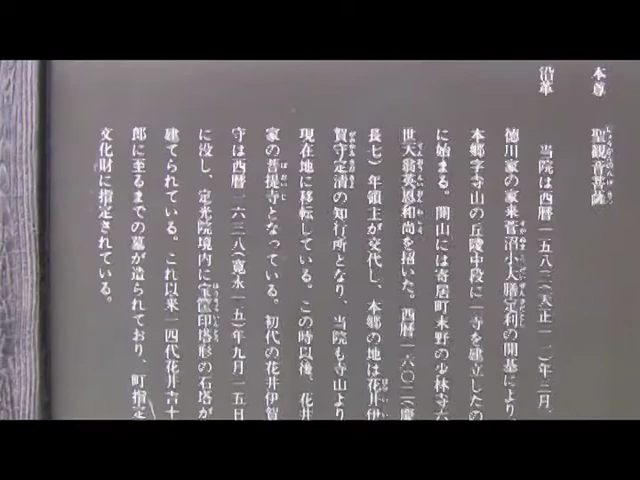 本尊 聖観音菩薩
沿革
当院は西暦一五八三(天正一一)年二月、
徳川家の家来菅沼小大膳定利の開基により、
本郷字寺山の丘陵中段に一寺を建立したの
に始まる。開山には寄居町末野の少林寺六
世天翁英恩和尚を招いた。西暦一六〇二(慶
長七)年領主が交代し、本郷の地は花井伊
賀守定清の知行所となり、当院も寺山より
現在地に移転している。この時以後、花井
家の菩提寺となっている。初代の花井伊賀
守は西暦一六三八(寛永一五)年九月一五日
に没し、定光院境内に宝篋印塔形の石塔が
建てられている。これ以来一四代花井吉十
郎に至るまでの墓が造られており、町指定
文化財に指定されている。